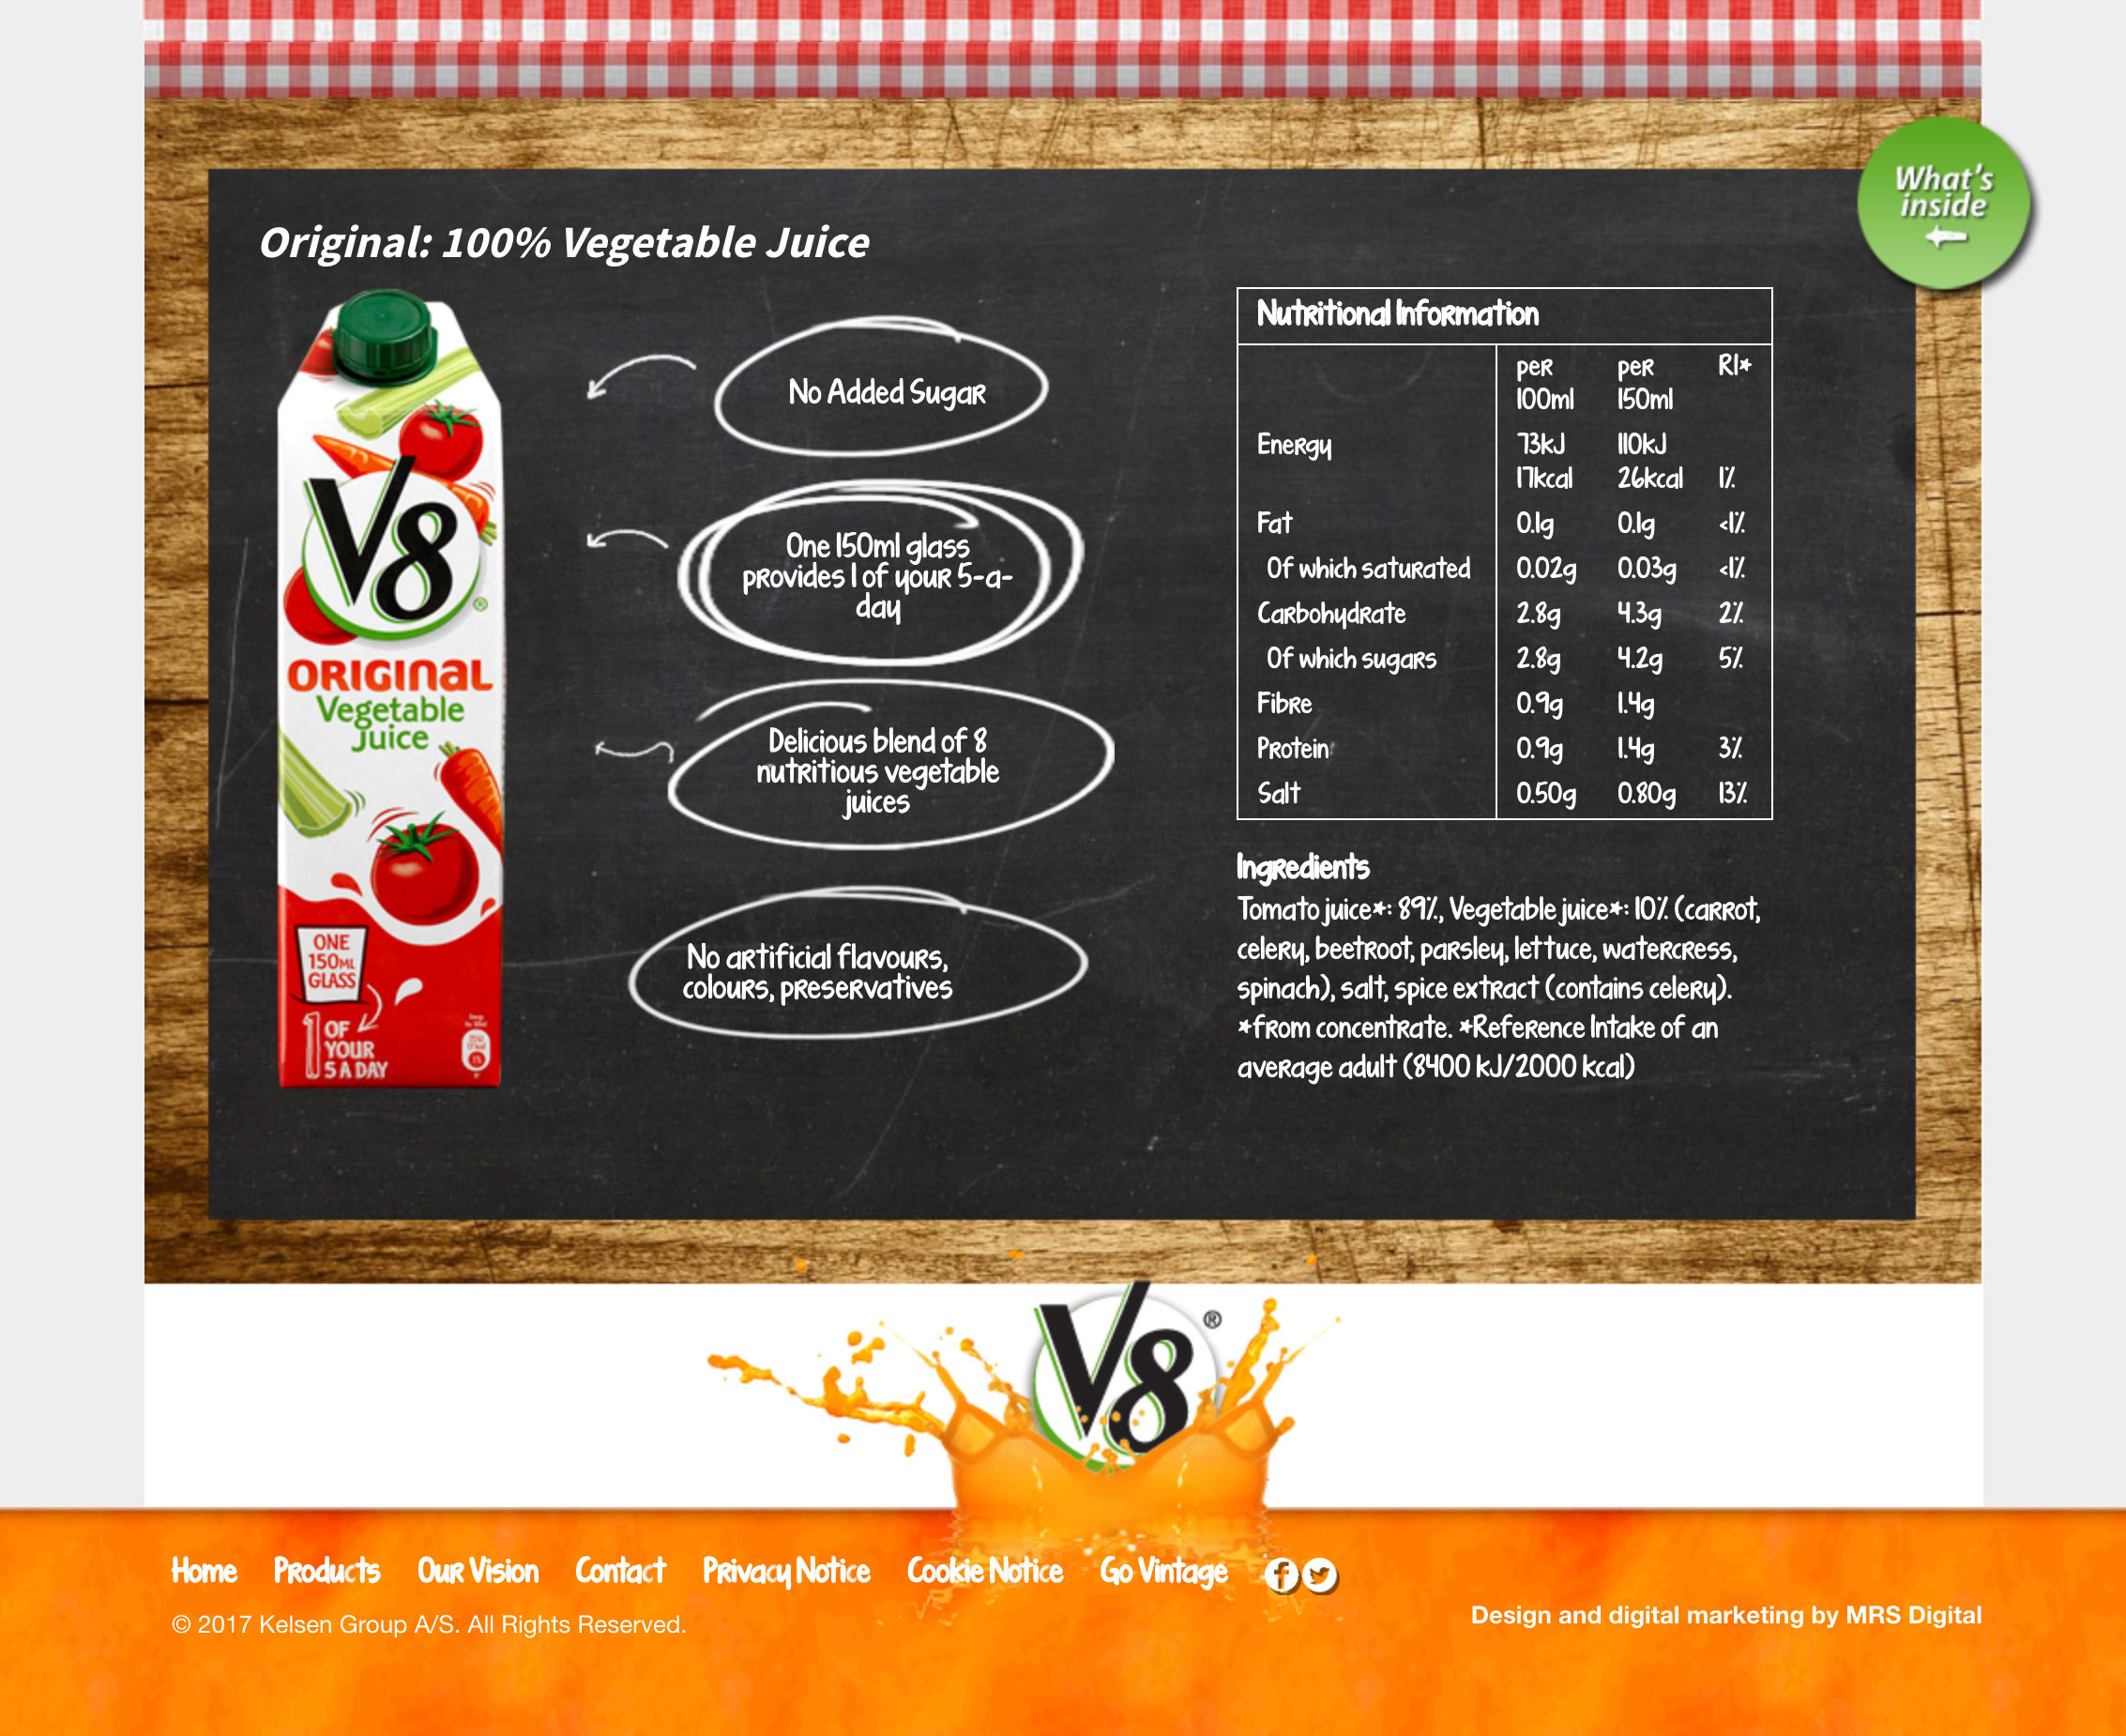 What's
inside
Original: 100% Vegetable Juice
V8
®
ORIGINAL
Vegetable
Juice
ONE
150ML
GLASS
1 OF
YOUR
5 A DAY
No Added Sugar
One 150ml glass
provides 1 of your 5-a-
day
Delicious blend of 8
nutritious vegetable
juices
No artificial flavours,
colours, preservatives
Nutritional Information
per 100ml per 150ml RI*
Energy 73kJ 110kJ
17kcal 26kcal 1%
Fat 0.1g 0.1g <1%
Of which saturated 0.02g 0.03g <1%
Carbohydrate 2.8g 4.3g 2%
Of which sugars 2.8g 4.2g 5%
Fibre 0.9g 1.4g
Protein 0.9g 1.4g 3%
Salt 0.50g 0.80g 13%
Ingredients
Tomato juice*: 89%, Vegetable juice*: 10% (carrot,
celery, beetroot, parsley, lettuce, watercress,
spinach), salt, spice extract (contains celery).
*from concentrate. *Reference Intake of an
average adult (8400 kJ/2000 kcal)
V8
®
Home Products Our Vision Contact Privacy Notice Cookie Notice Go Vintage
© 2017 Kelsen Group A/S. All Rights Reserved.
Design and digital marketing by MRS Digital